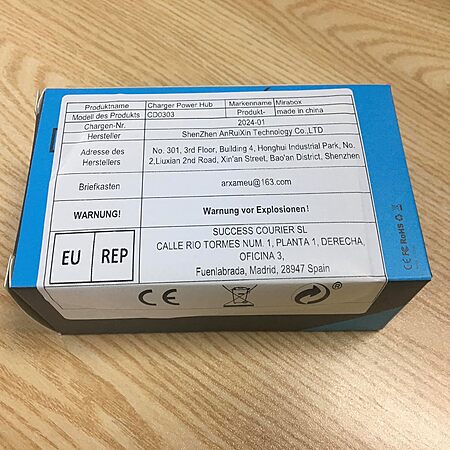 Produktname Charger Power Hub Markenname Mirabox
Modell des Produkts CD0303 Produkt- made in china
Chargen-Nr. 2024-01
Hersteller ShenZhen AnRuiXin Technology Co.,LTD
Adresse des Herstellers No. 301, 3rd Floor, Building 4, Honghui Industrial Park, No.
2,Liuxian 2nd Road, Xin'an Street, Bao'an District, Shenzhen
Briefkasten arxameu@163.com
WARNUNG! Warnung vor Explosionen!
EU REP
SUCCESS COURIER SL
CALLE RIO TORMES NUM. 1, PLANTA 1, DERECHA,
OFICINA 3,
Fuenlabrada, Madrid, 28947 Spain
CE
®
CE FC RoHS